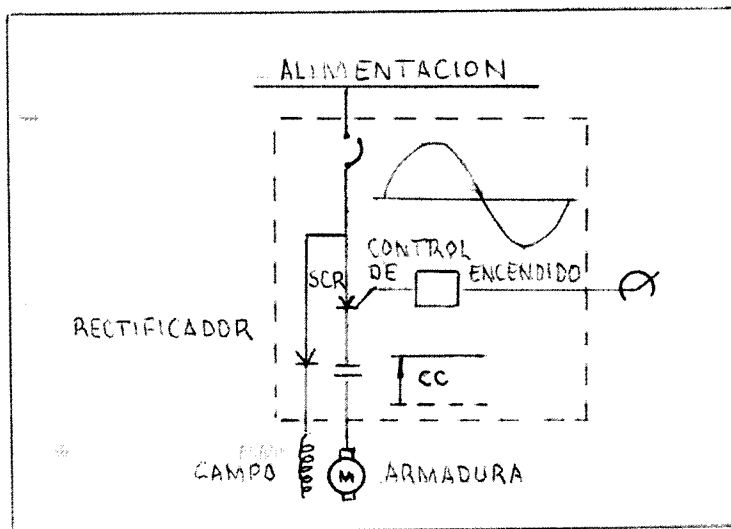 ALIMENTACION
CONTROL
DE
ENCENDIDO
SCR
RECTIFICADOR
CC
CAMPO
M
ARMADURA